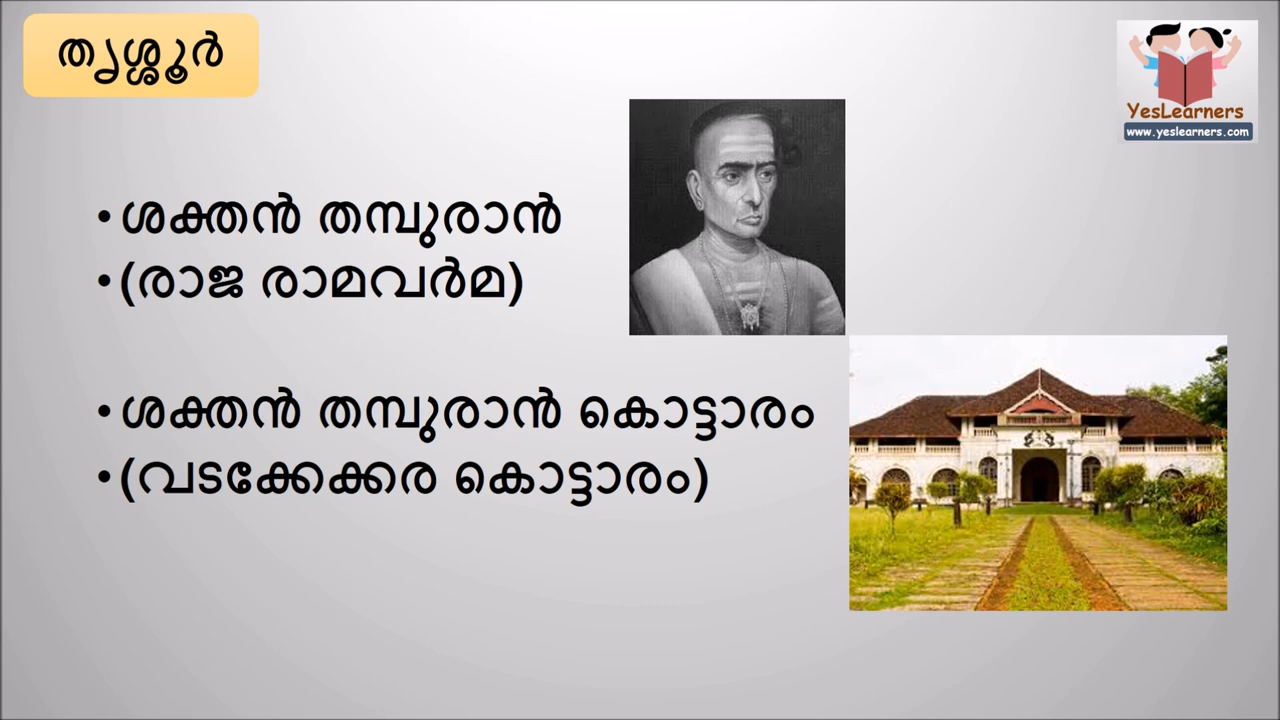 തൃശ്ശൂർ
YesLearners
www.yeslearners.com
•ശക്തൻ തമ്പുരാൻ
•(രാജ രാമവർമ)
•ശക്തൻ തമ്പുരാൻ കൊട്ടാരം
•(വടക്കേക്കര കൊട്ടാരം)